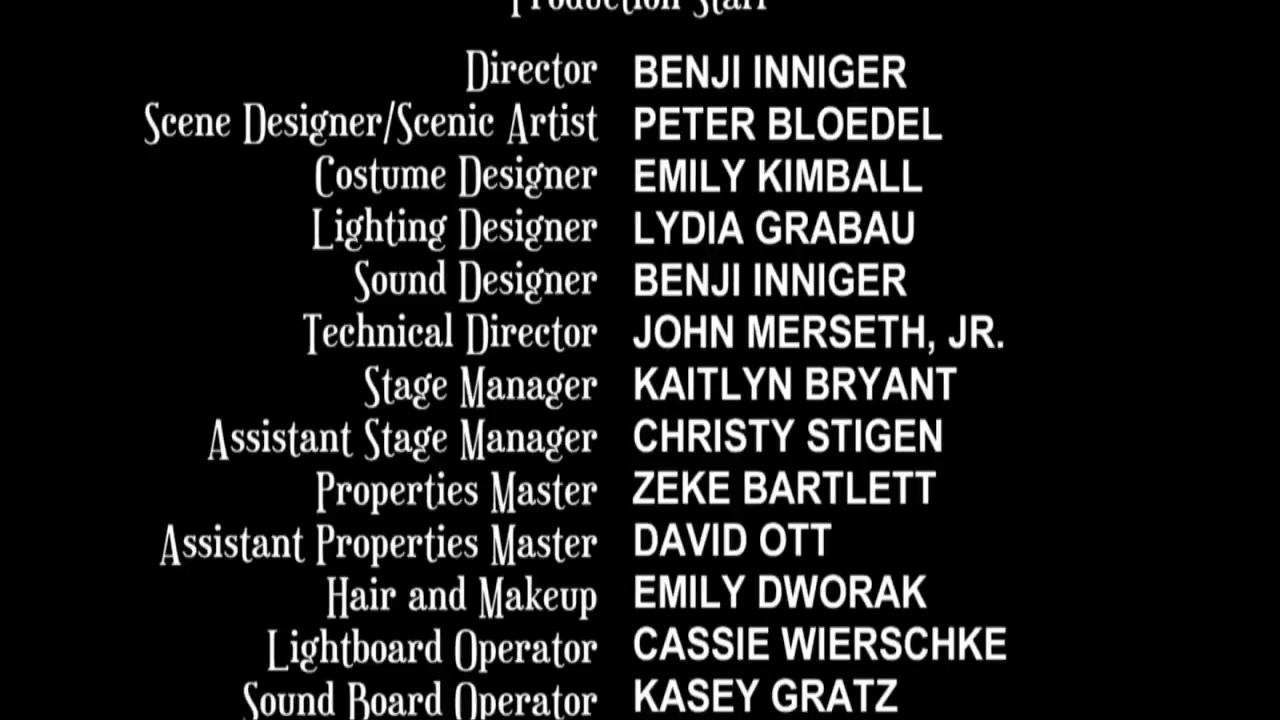 Production Staff
Director BENJI INNIGER
Scene Designer/Scenic Artist PETER BLOEDEL
Costume Designer EMILY KIMBALL
Lighting Designer LYDIA GRABAU
Sound Designer BENJI INNIGER
Technical Director JOHN MERSETH, JR.
Stage Manager KAITLYN BRYANT
Assistant Stage Manager CHRISTY STIGEN
Properties Master ZEKE BARTLETT
Assistant Properties Master DAVID OTT
Hair and Makeup EMILY DWORAK
Lightboard Operator CASSIE WIERSCHKE
Sound Board Operator KASEY GRATZ